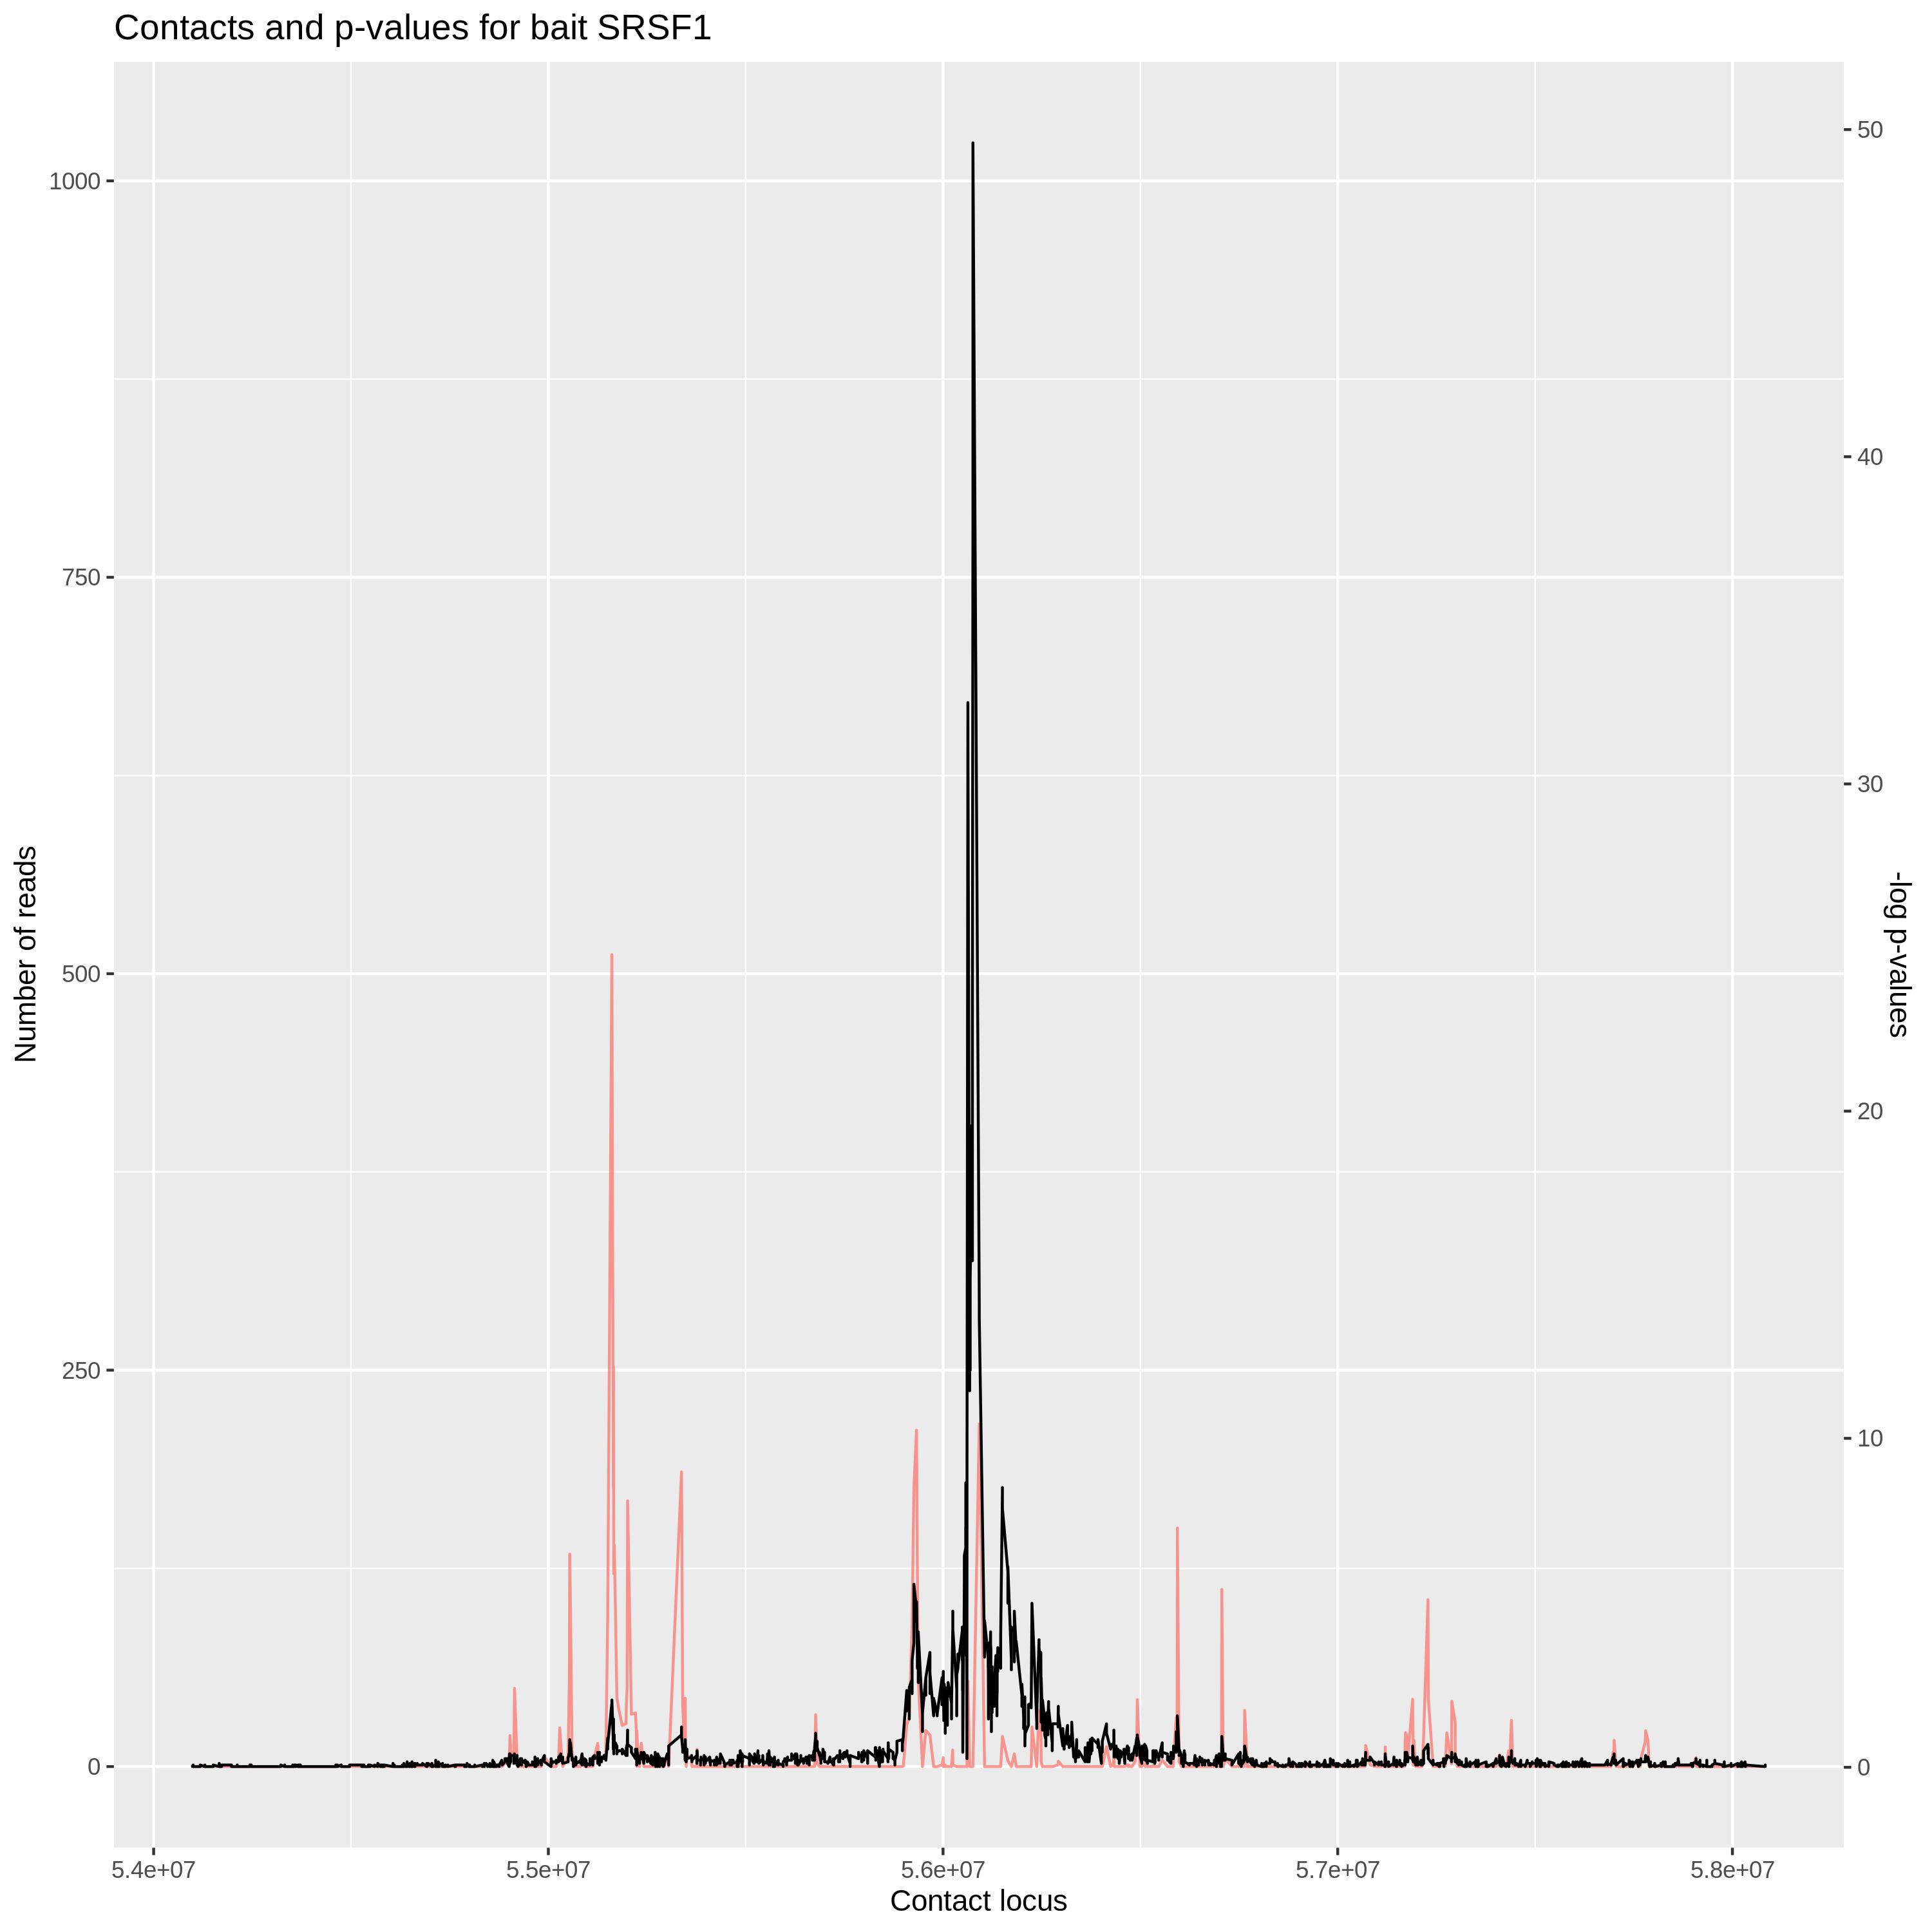 Contacts and p-values for bait SRSF1
1000
750
500
250
0
Number of reads
50
40
30
20
10
0
-log p-values
5.4e+07
5.5e+07
5.6e+07
5.7e+07
5.8e+07
Contact locus